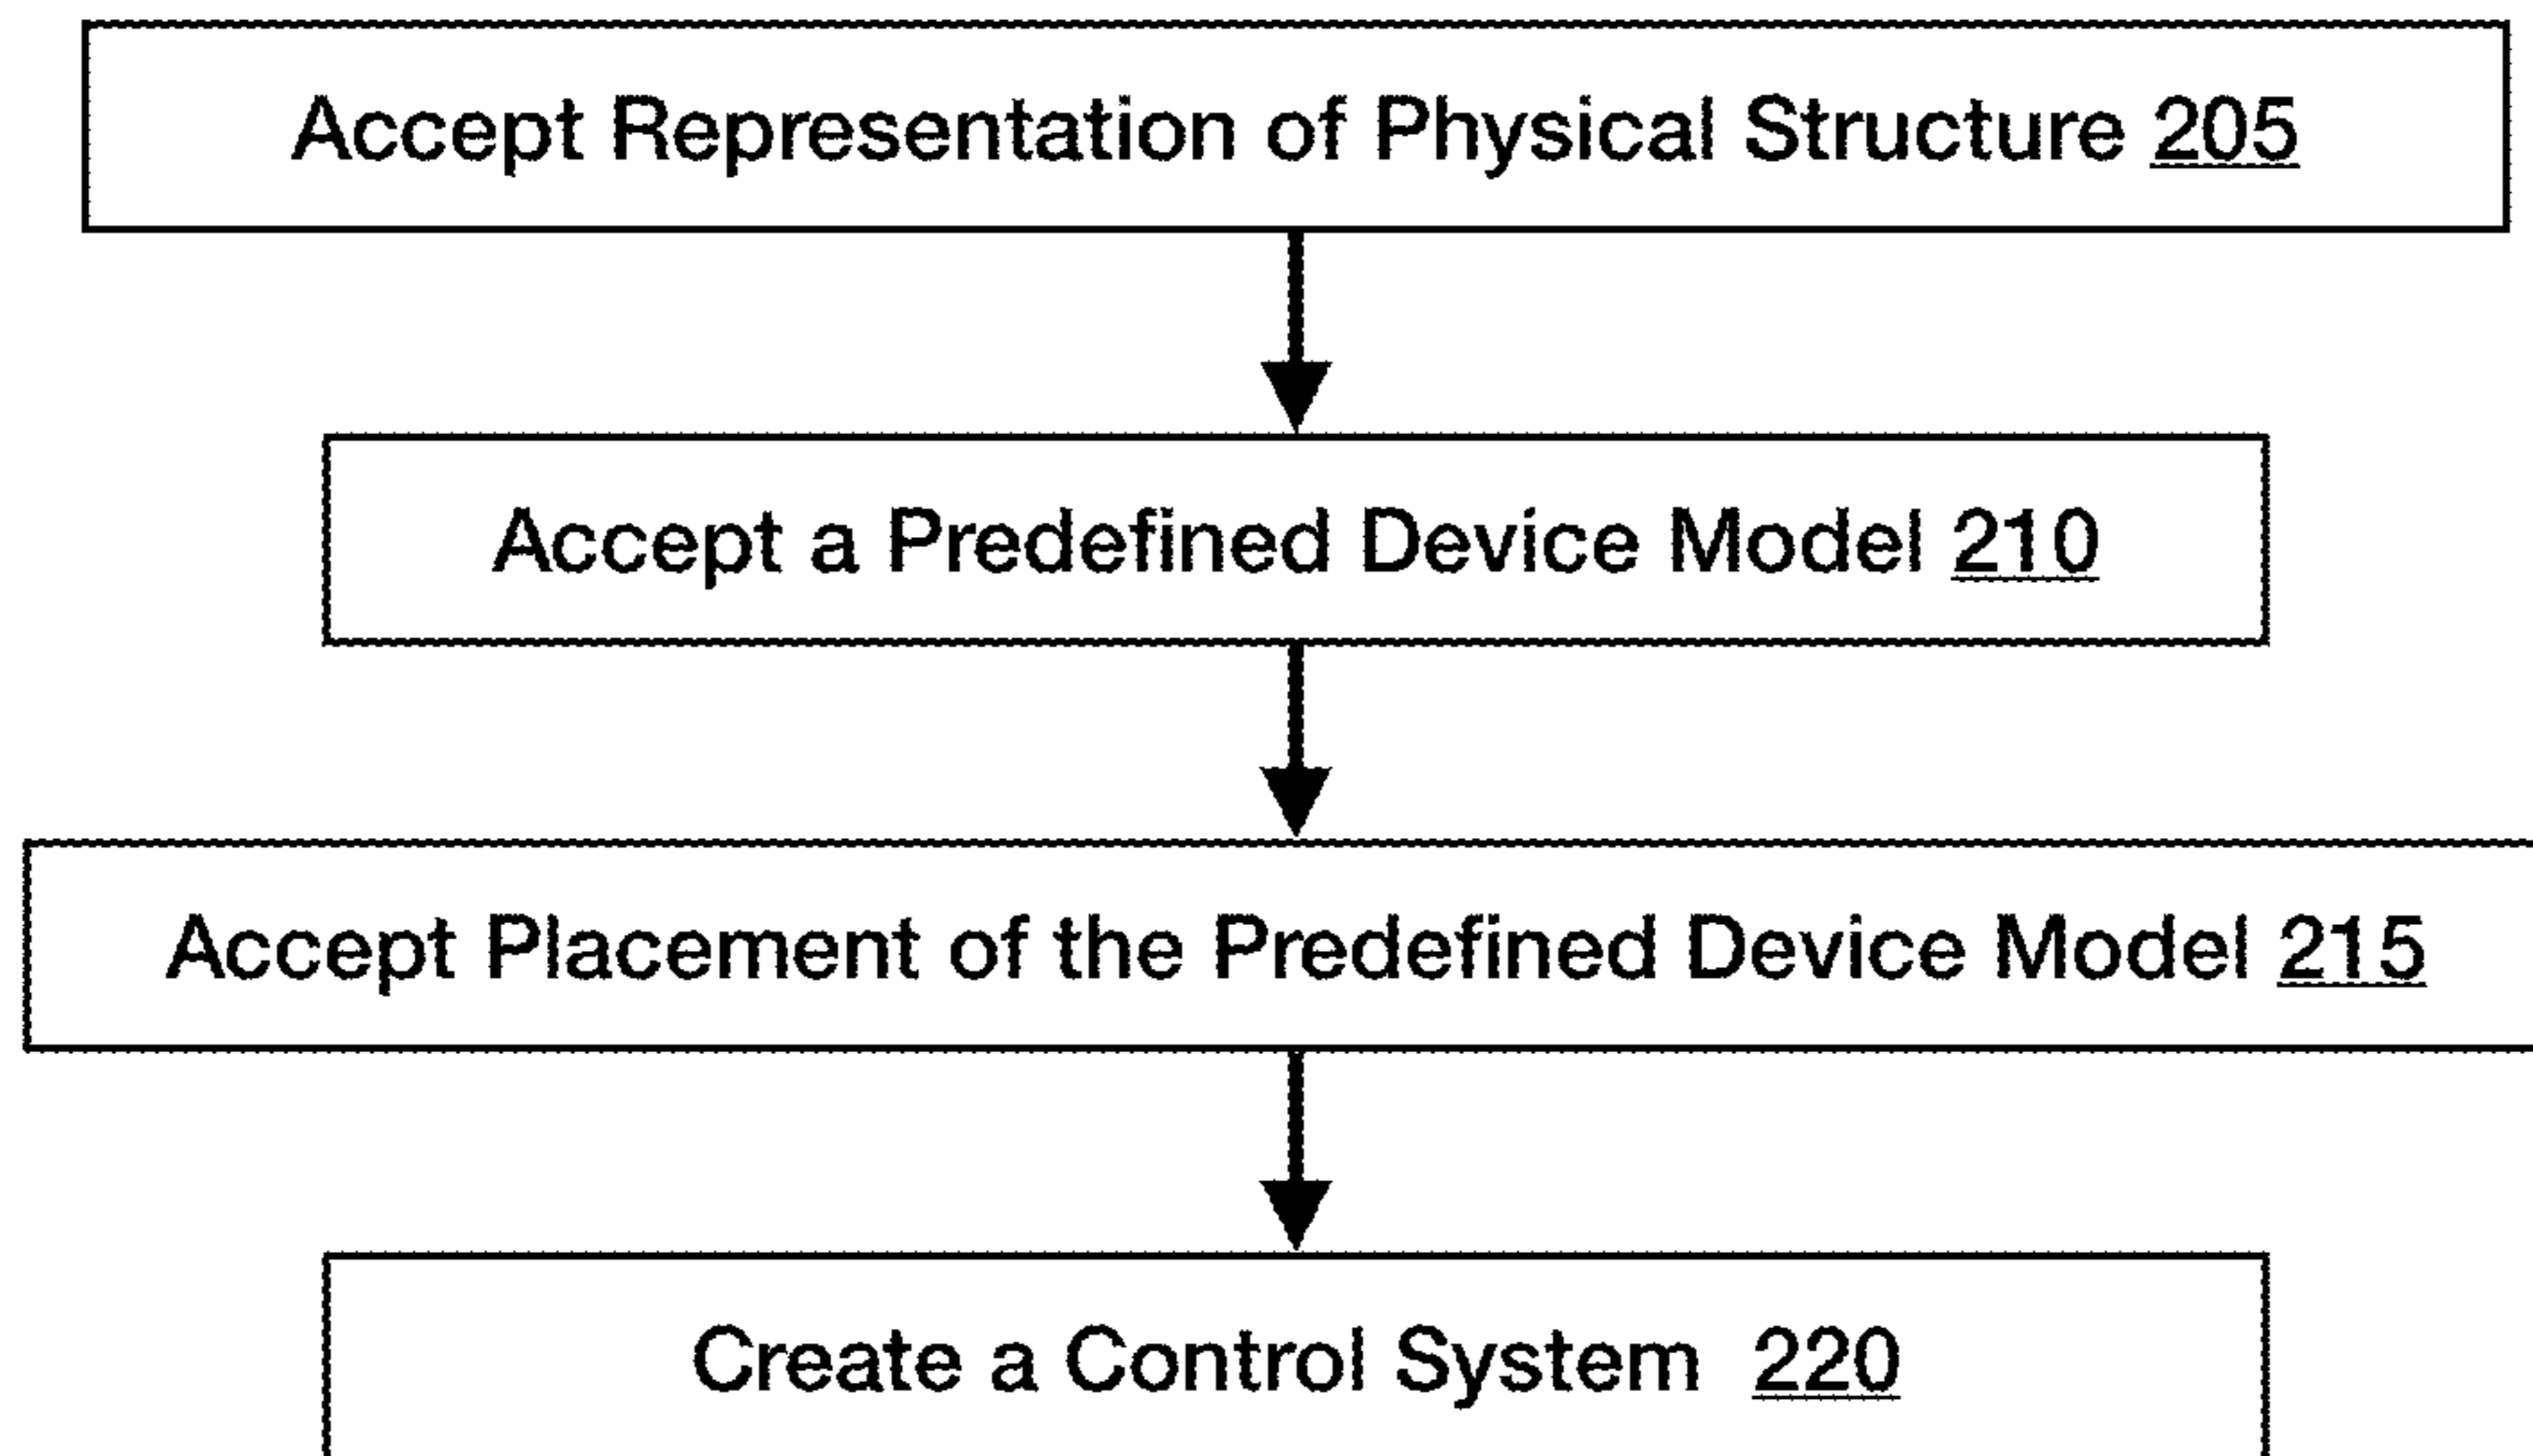 Accept Representation of Physical Structure 205
Accept a Predefined Device Model 210
Accept Placement of the Predefined Device Model 215
Create a Control System 220